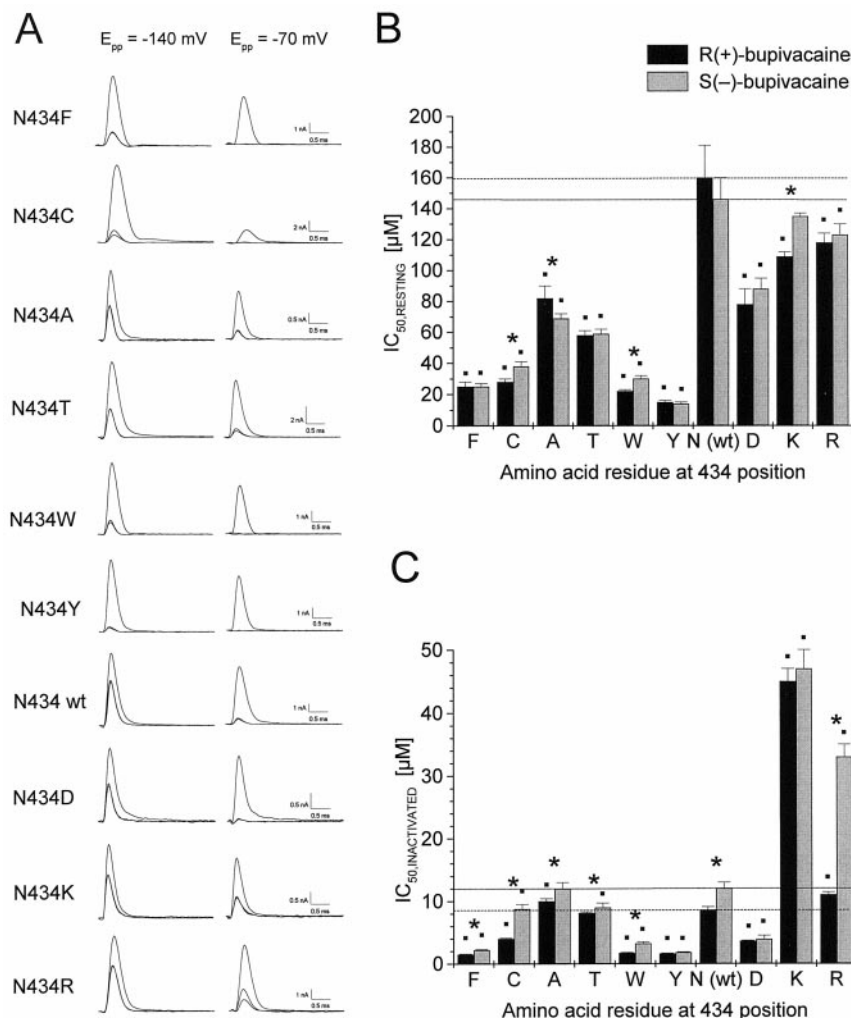 A
E_pp = -140 mV E_pp = -70 mV
N434F
1 nA
0.5 ms
N434C
2 nA
0.5 ms
N434A
0.5 nA
0.5 ms
N434T
2 nA
0.5 ms
N434W
1 nA
0.5 ms
N434Y
1 nA
0.5 ms
N434 wt
1 nA
0.5 ms
N434D
0.5 nA
0.5 ms
N434K
0.5 nA
0.5 ms
N434R
1 nA
0.5 ms
B
R(+)-bupivacaine
S(–)-bupivacaine
IC50,RESTING [µM]
200
180
160
140
120
100
80
60
40
20
0
* * * *
F C A T W Y N (wt) D K R
Amino acid residue at 434 position
C
IC50,INACTIVATED [µM]
50
40
30
20
10
0
* * * * * * *
F C A T W Y N (wt) D K R
Amino acid residue at 434 position